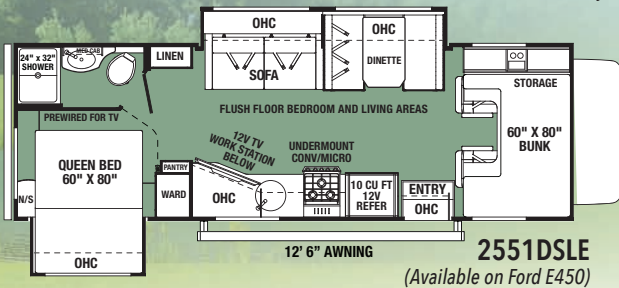 OHC
OHC
24" x 32"
SHOWER
MED CAB
LINEN
SOFA
DINETTE
STORAGE
PREWIRED FOR TV
FLUSH FLOOR BEDROOM AND LIVING AREAS
60" X 80"
BUNK
QUEEN BED
60" X 80"
12V TV
WORK STATION
BELOW
UNDERMOUNT
CONV/MICRO
PANTRY
N/S
WARD
OHC
10 CU FT
12V
REFER
ENTRY
OHC
OHC
12' 6" AWNING
2551DSLE
(Available on Ford E450)